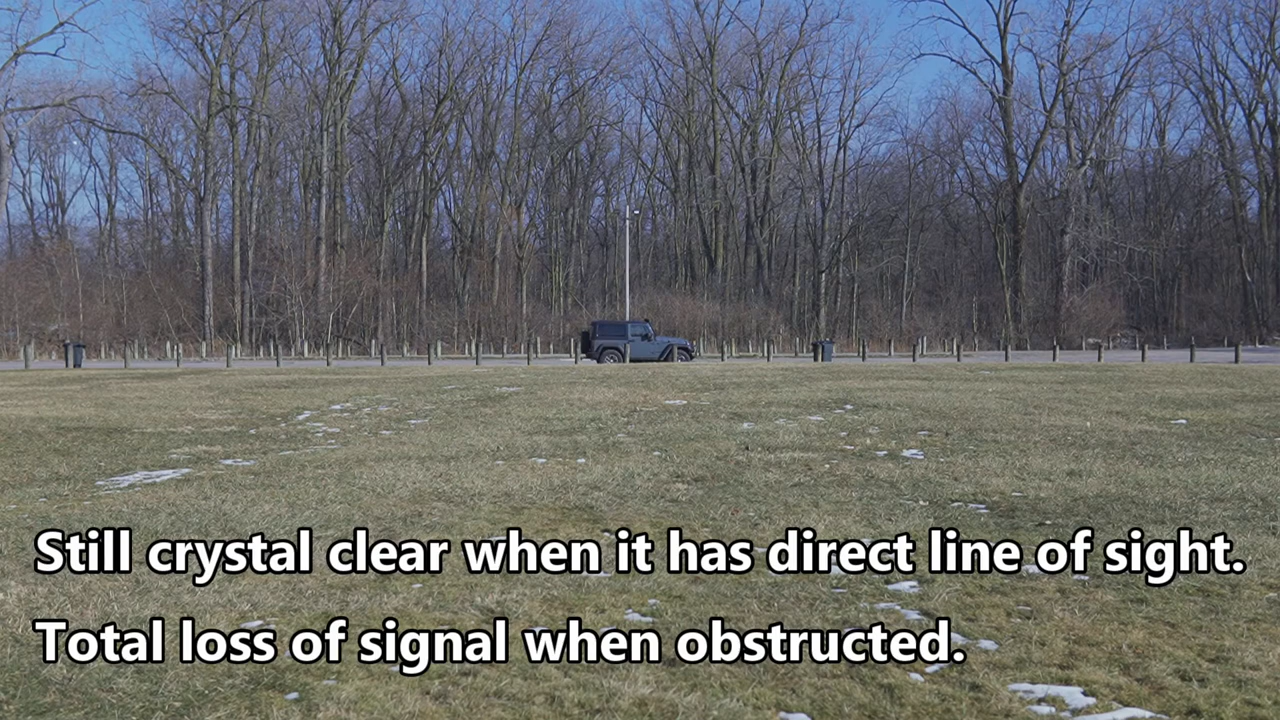 Still crystal clear when it has direct line of sight.
Total loss of signal when obstructed.